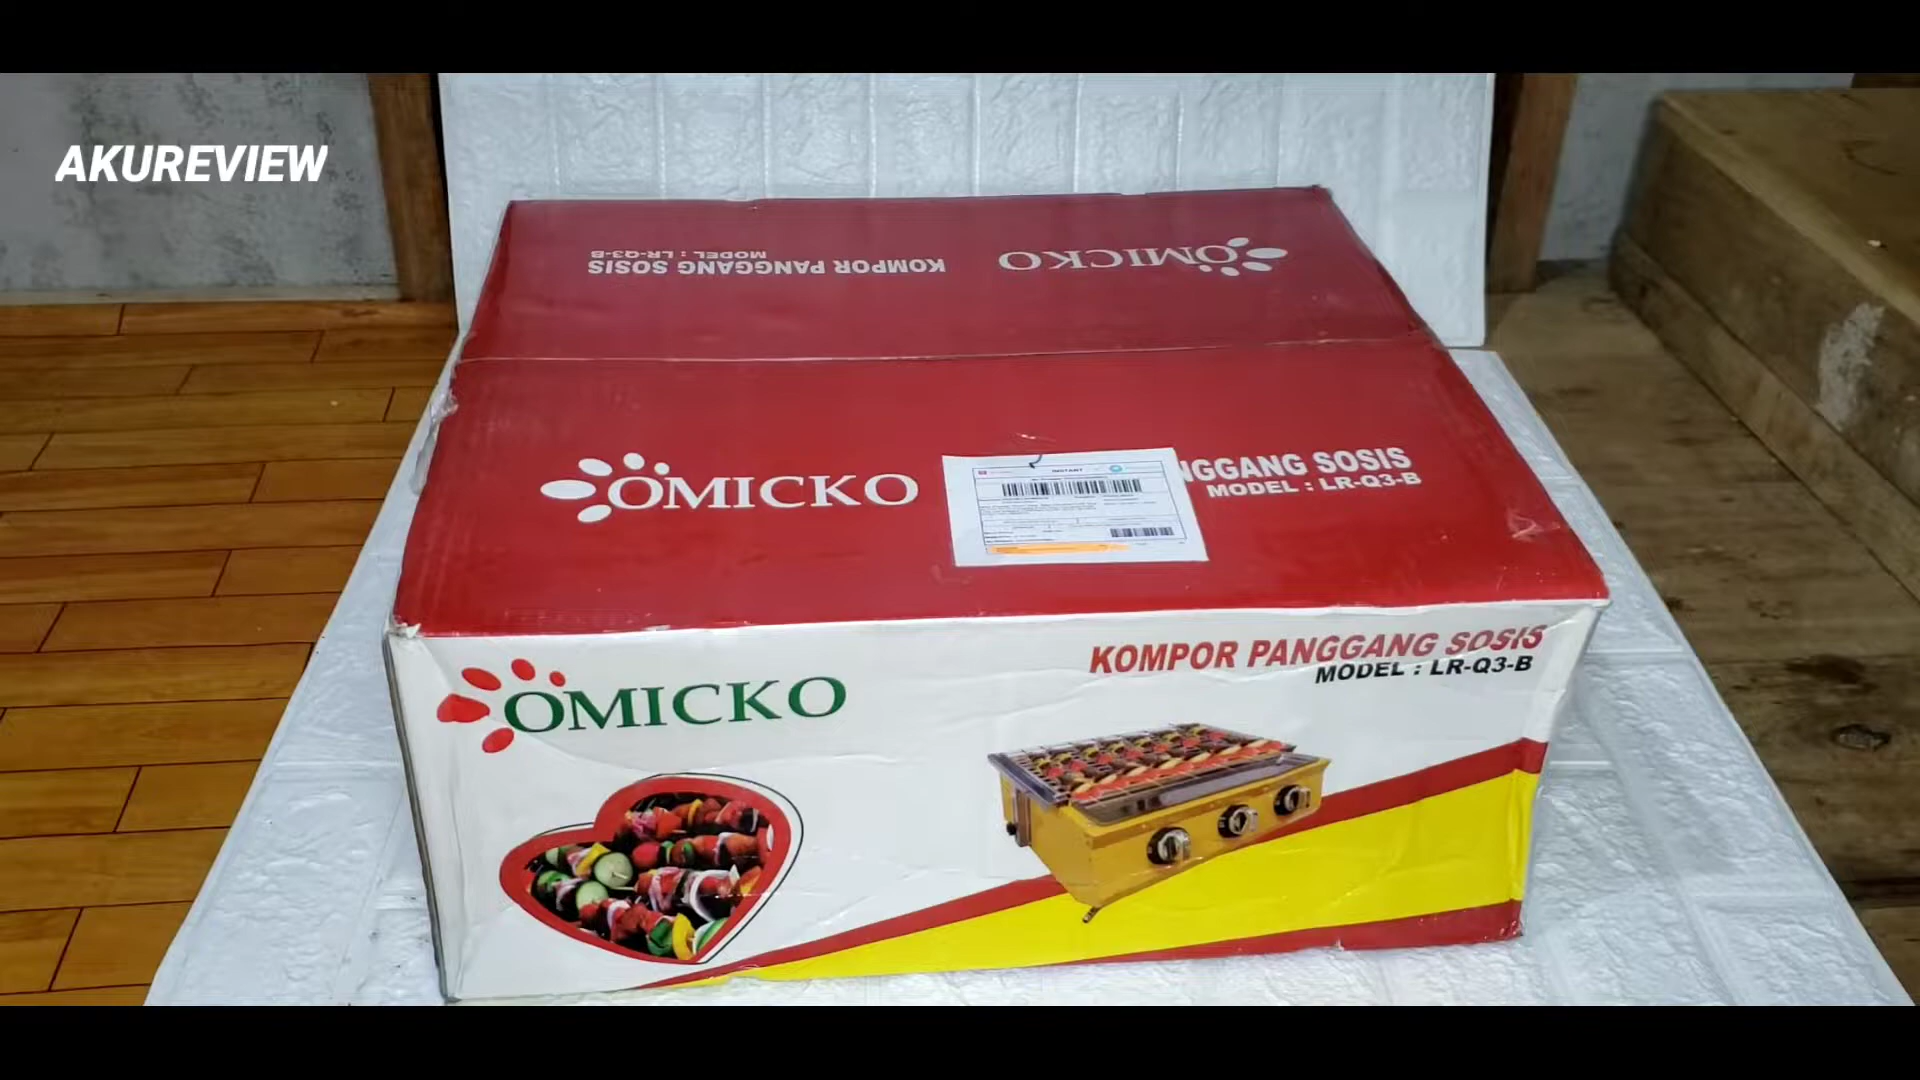 AKUREVIEW
OMICKO
KOMPOR PANGGANG SOSIS
MODEL : LR-Q3-B
OMICKO
NGGANG SOSIS
MODEL : LR-Q3-B
INSTANT
OMICKO
KOMPOR PANGGANG SOSIS
MODEL : LR-Q3-B